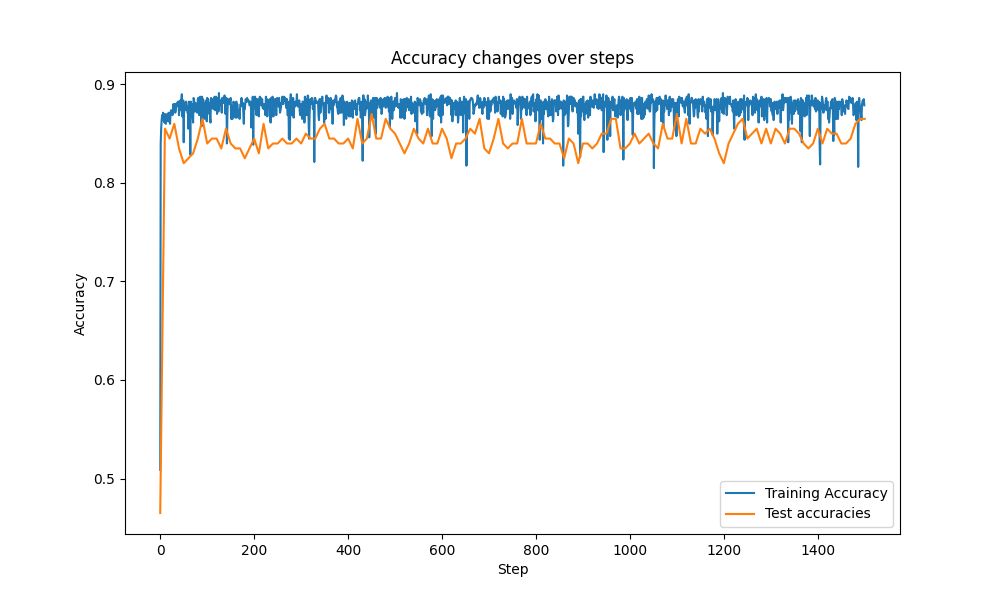 Accuracy changes over steps
0.9
0.8
0.7
0.6
0.5
Accuracy
0 200 400 600 800 1000 1200 1400
Step
Training Accuracy
Test accuracies